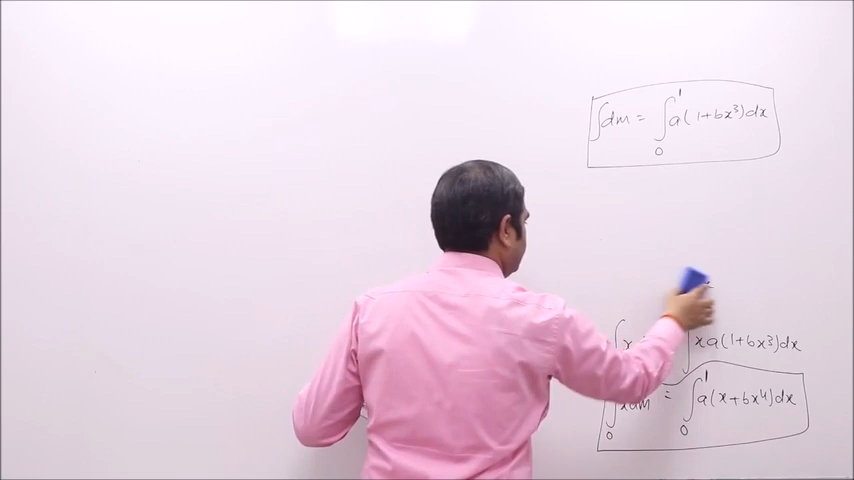 ∫dm = ∫₀¹ a(1+bx³)dx
xa(1+bx³)dx
∫₀ xdm = ∫₀¹ a(x+bx⁴)dx